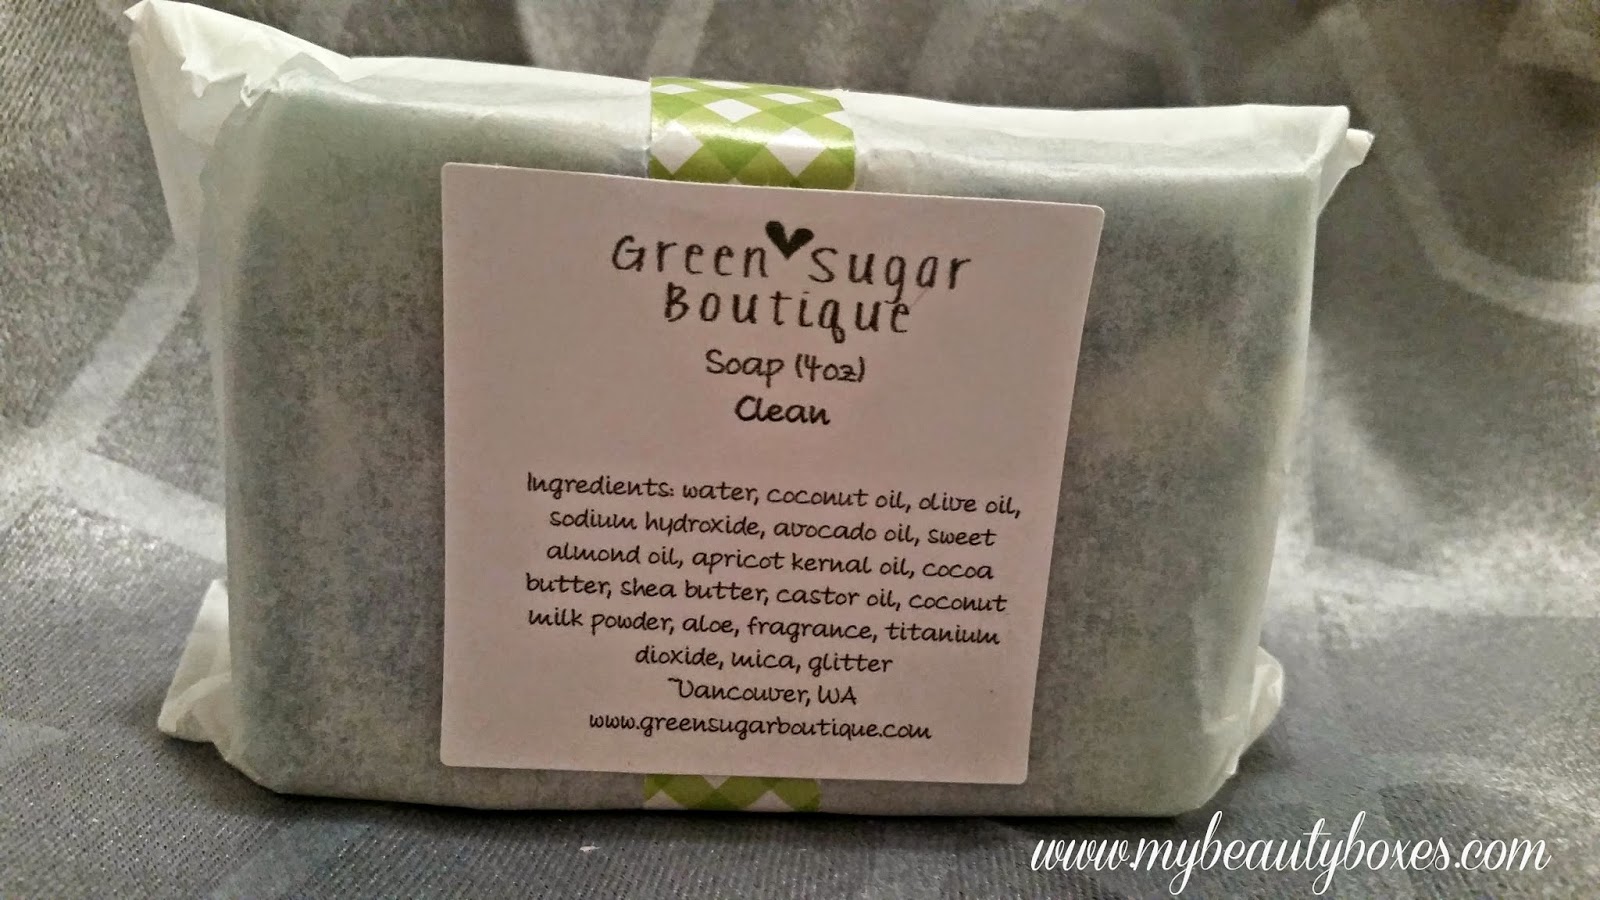 Green♥Sugar
Boutique
Soap (4oz)
Clean
Ingredients: water, coconut oil, olive oil,
sodium hydroxide, avocado oil, sweet
almond oil, apricot kernal oil, cocoa
butter, shea butter, castor oil, coconut
milk powder, aloe, fragrance, titanium
dioxide, mica, glitter
~Vancouver, WA
www.greensugarboutique.com
www.mybeautyboxes.com